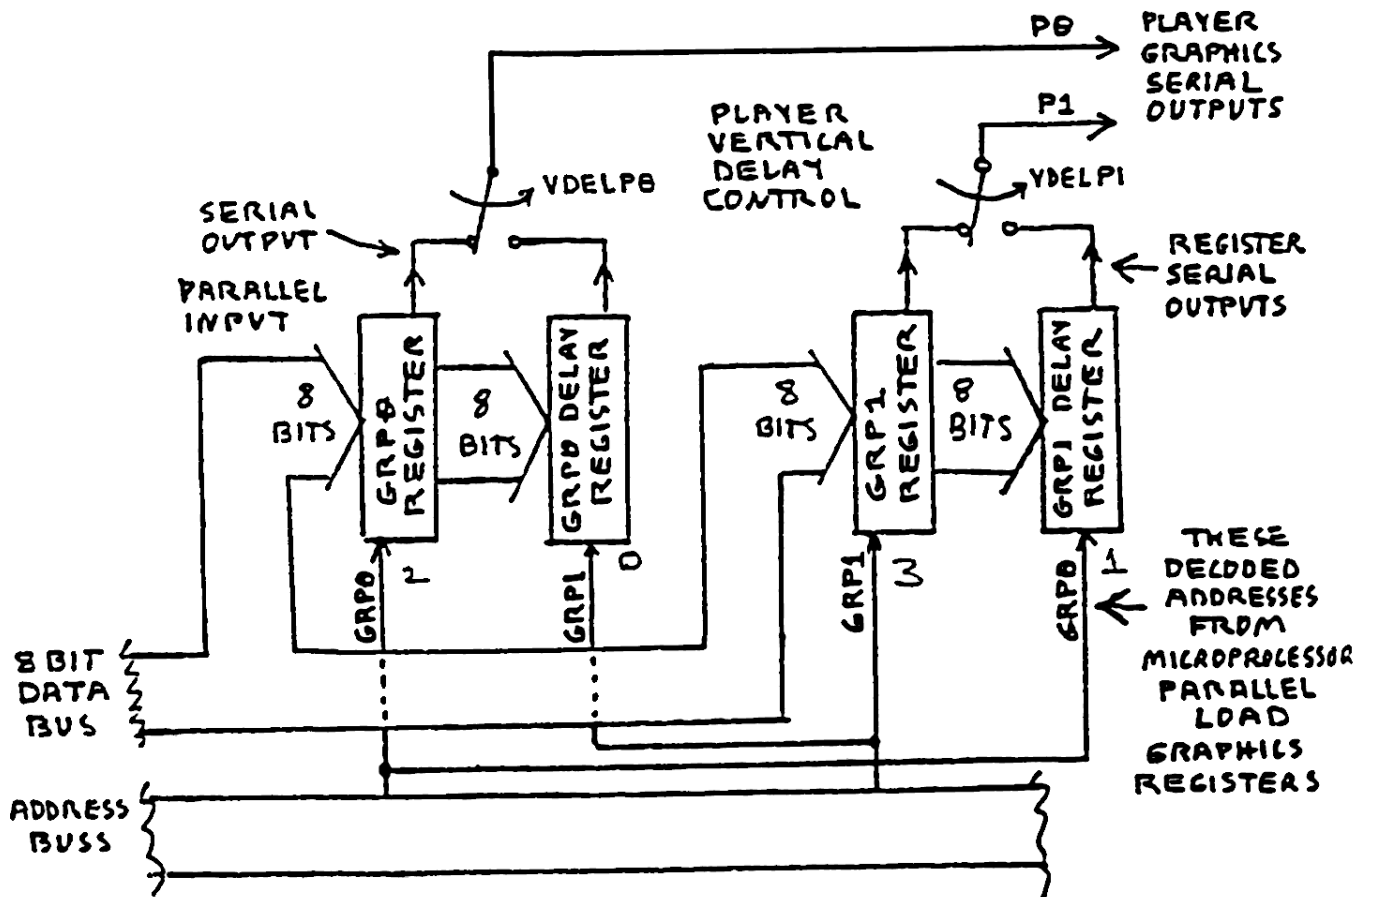 P0
PLAYER
GRAPHICS
SERIAL
OUTPUTS
P1
PLAYER
VERTICAL
DELAY
CONTROL
VDELP0
VDELP1
SERIAL
OUTPUT
REGISTER
SERIAL
OUTPUTS
PARALLEL
INPUT
8
BITS
GRP0
REGISTER
8
BITS
GRP0 DELAY
REGISTER
8
BITS
GRP1
REGISTER
8
BITS
GRP1 DELAY
REGISTER
GRP0
2
GRP1
0
GRP1
3
GRP0
1
THESE
DECODED
ADDRESSES
FROM
MICROPROCESSOR
PARALLEL
LOAD
GRAPHICS
REGISTERS
8 BIT
DATA
BUS
ADDRESS
BUSS